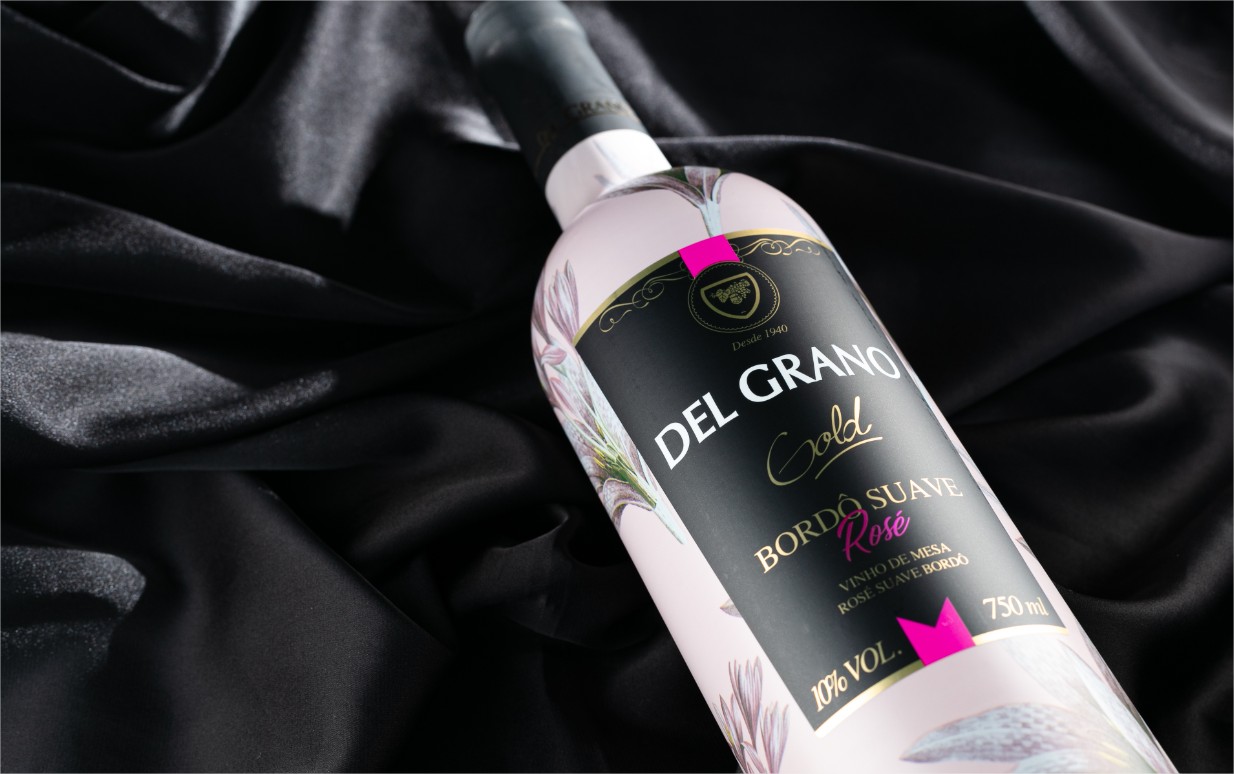 Desde 1940
DEL GRANO
Gold
BORDÔ SUAVE
Rosé
VINHO DE MESA
ROSÉ SUAVE BORDÔ
10% VOL.
750 ml